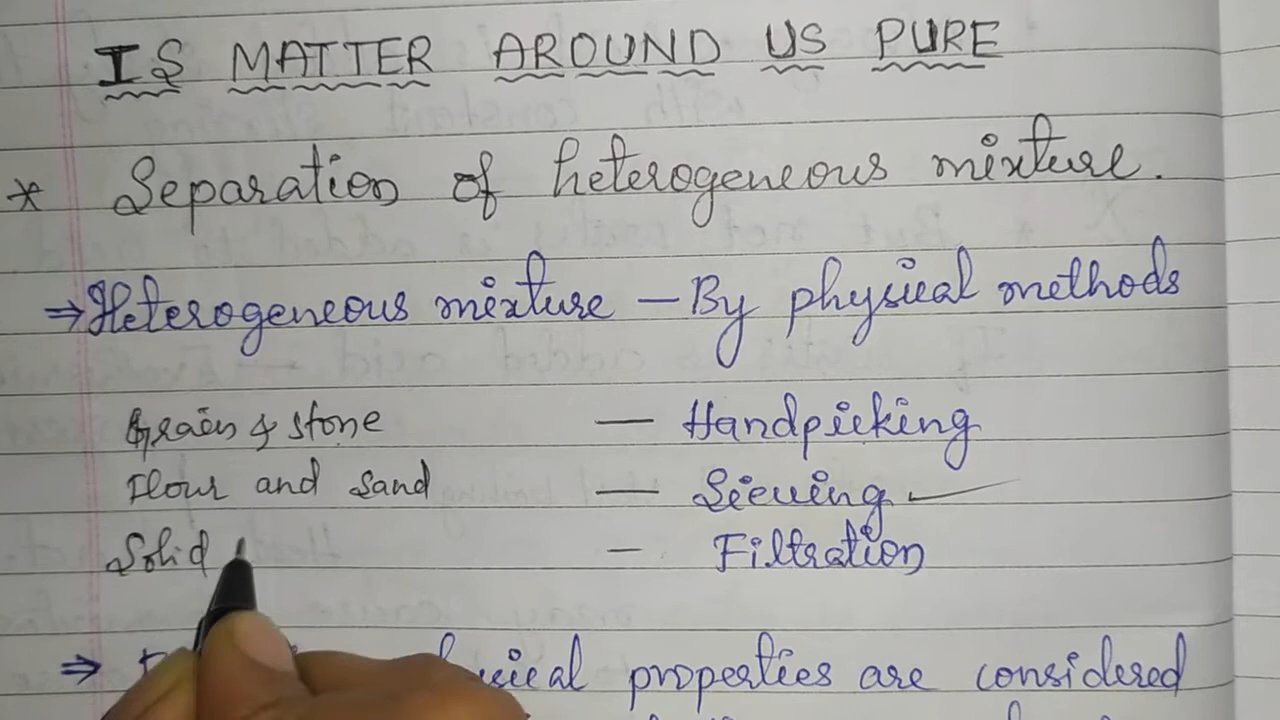 IS MATTER AROUND US PURE
* Separation of heterogeneous mixture.
⇒ Heterogeneous mixture — By physical methods
Grain & stone — Handpicking
Flour and sand — Sieving
Solid — Filtration
⇒ properties are considered